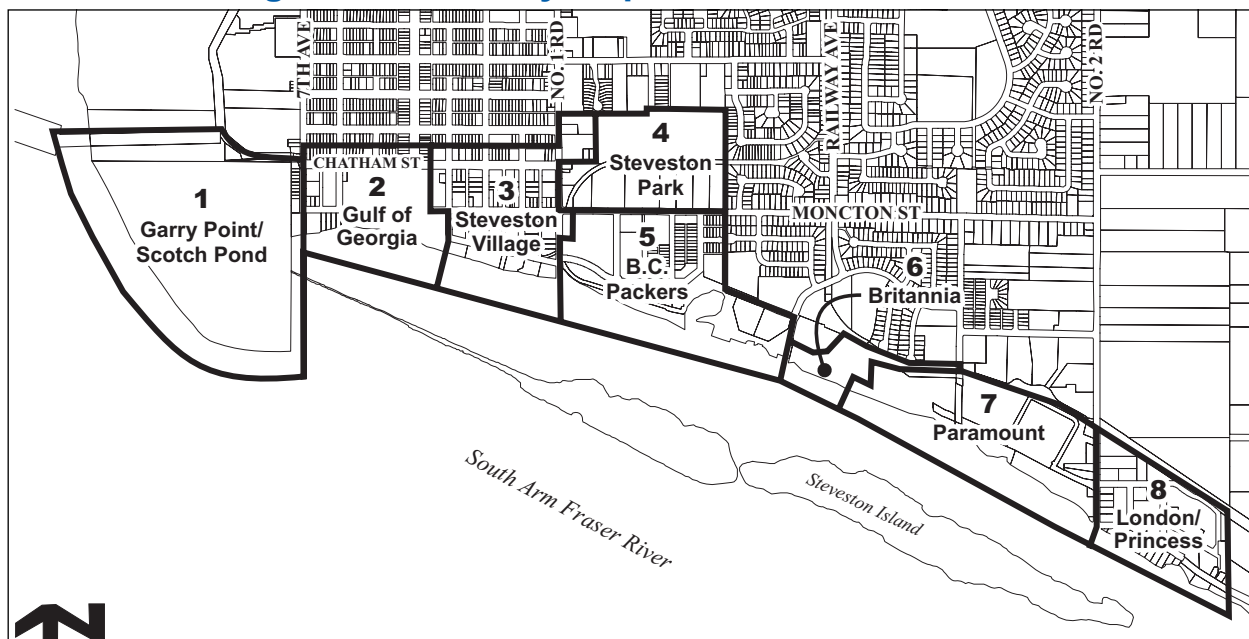 7TH AVE
NO. 1 RD
RAILWAY AVE
NO. 2 RD
CHATHAM ST
MONCTON ST
1
Garry Point/
Scotch Pond
2
Gulf of
Georgia
3
Steveston
Village
4
Steveston
Park
5
B.C.
Packers
6
Britannia
7
Paramount
8
London/
Princess
South Arm Fraser River
Steveston Island